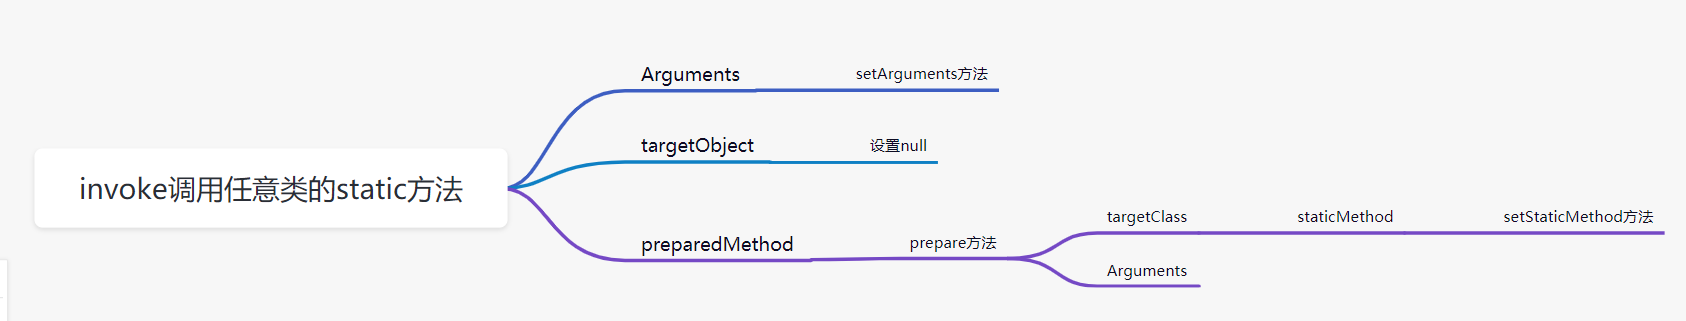 invoke调用任意类的static方法
Arguments
setArguments方法
targetObject
设置null
preparedMethod
prepare方法
targetClass
staticMethod
setStaticMethod方法
Arguments